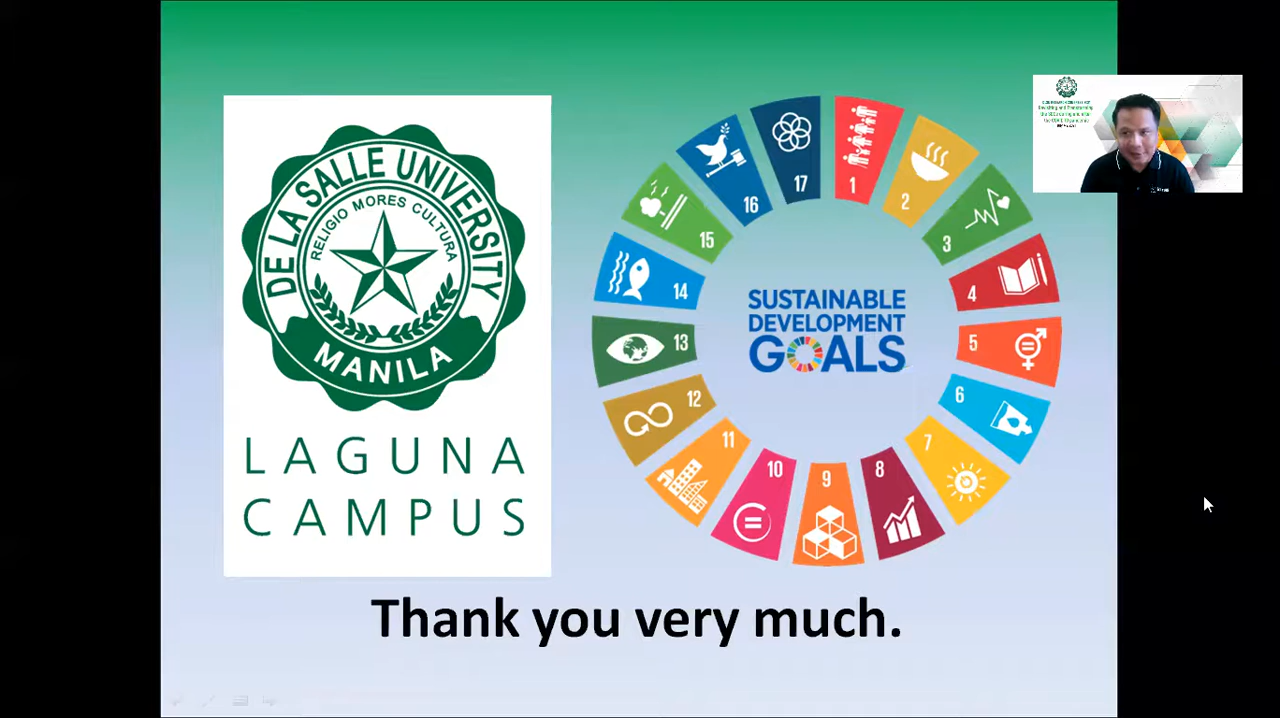 DE LA SALLE UNIVERSITY
RELIGIO MORES CULTURA
MANILA
LAGUNA
CAMPUS
1
2
3
4
5
6
7
8
9
10
11
12
13
14
15
16
17
SUSTAINABLE
DEVELOPMENT
GOALS
Thank you very much.